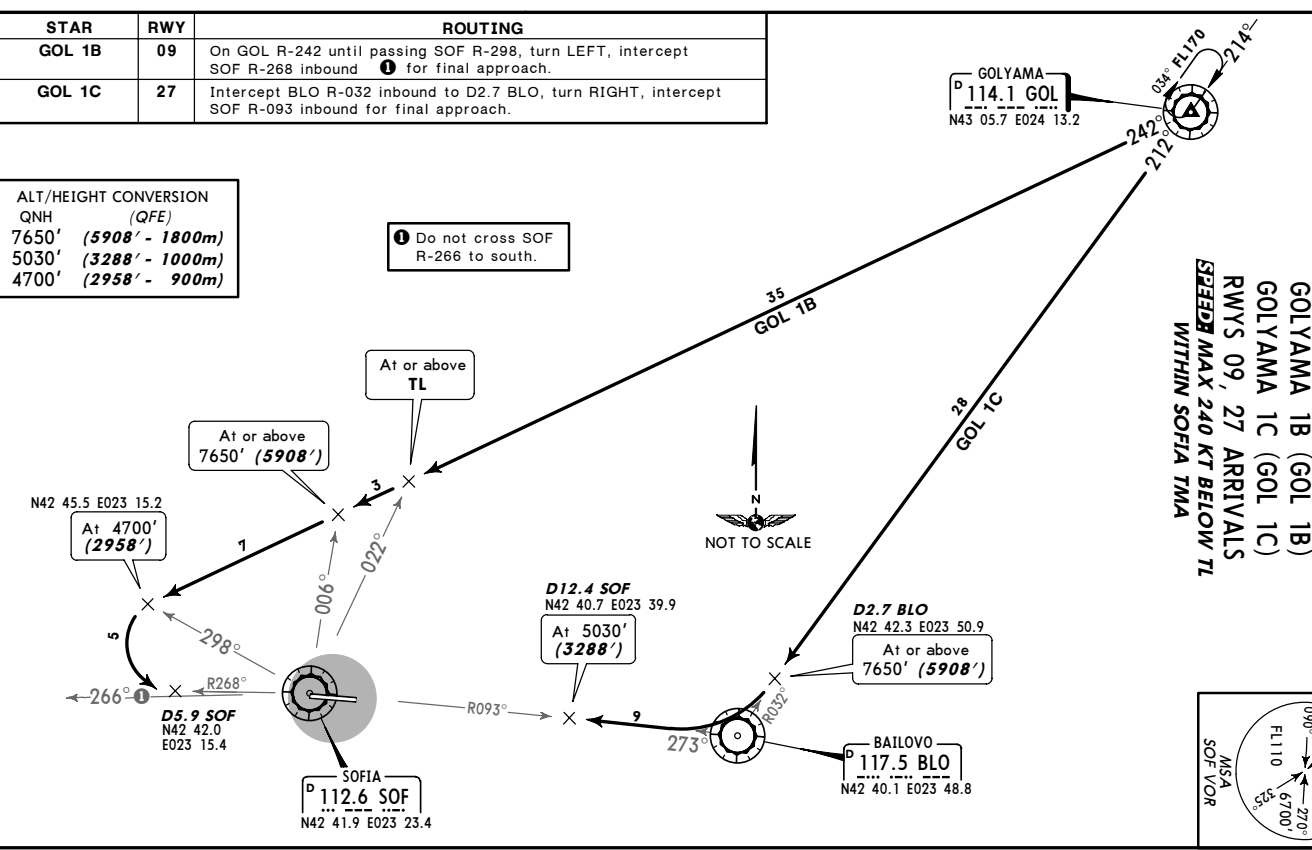 STAR RWY ROUTING
GOL 1B 09 On GOL R-242 until passing SOF R-298, turn LEFT, intercept
SOF R-268 inbound ❶ for final approach.
GOL 1C 27 Intercept BLO R-032 inbound to D2.7 BLO, turn RIGHT, intercept
SOF R-093 inbound for final approach.
ALT/HEIGHT CONVERSION
QNH (QFE)
7650' (5908' - 1800m)
5030' (3288' - 1000m)
4700' (2958' - 900m)
❶ Do not cross SOF
R-266 to south.
GOLYAMA
D 114.1 GOL
N43 05.7 E024 13.2
034° FL170
214°
242°
212°
GOLYAMA 1B (GOL 1B)
GOLYAMA 1C (GOL 1C)
RWYS 09, 27 ARRIVALS
SPEED: MAX 240 KT BELOW TL
WITHIN SOFIA TMA
35
GOL 1B
28
GOL 1C
At or above
TL
At or above
7650' (5908')
3
N42 45.5 E023 15.2
At 4700'
(2958')
7
5
298°
006°
022°
N
NOT TO SCALE
D12.4 SOF
N42 40.7 E023 39.9
At 5030'
(3288')
D2.7 BLO
N42 42.3 E023 50.9
At or above
7650' (5908')
266° ❶
R268°
D5.9 SOF
N42 42.0
E023 15.4
R093°
9
273°
R032°
SOFIA
D 112.6 SOF
N42 41.9 E023 23.4
BAILOVO
D 117.5 BLO
N42 40.1 E023 48.8
MSA
SOF VOR
FL110
090°
270°
6700'
325°